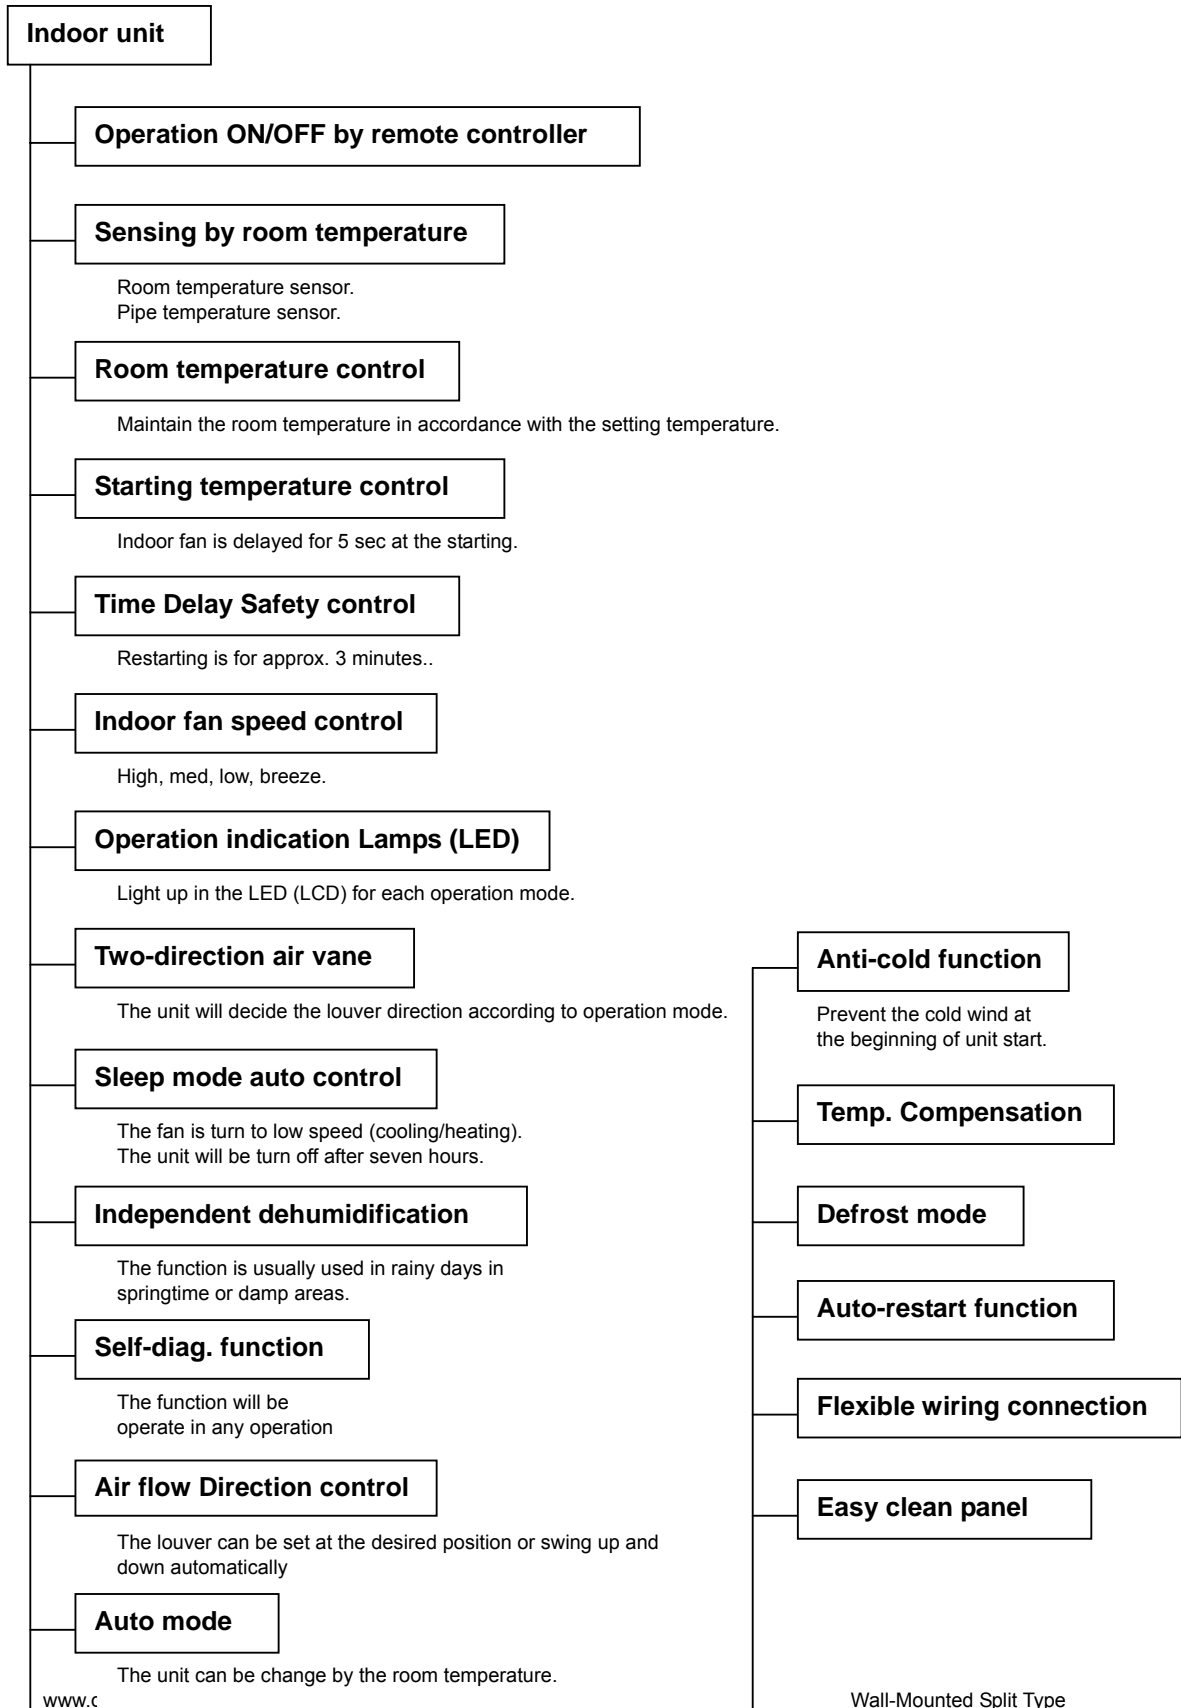 Indoor unit
Operation ON/OFF by remote controller
Sensing by room temperature
Room temperature sensor.
Pipe temperature sensor.
Room temperature control
Maintain the room temperature in accordance with the setting temperature.
Starting temperature control
Indoor fan is delayed for 5 sec at the starting.
Time Delay Safety control
Restarting is for approx. 3 minutes..
Indoor fan speed control
High, med, low, breeze.
Operation indication Lamps (LED)
Light up in the LED (LCD) for each operation mode.
Two-direction air vane
The unit will decide the louver direction according to operation mode.
Sleep mode auto control
The fan is turn to low speed (cooling/heating).
The unit will be turn off after seven hours.
Independent dehumidification
The function is usually used in rainy days in
springtime or damp areas.
Self-diag. function
The function will be
operate in any operation
Air flow Direction control
The louver can be set at the desired position or swing up and
down automatically
Auto mode
The unit can be change by the room temperature.
Anti-cold function
Prevent the cold wind at
the beginning of unit start.
Temp. Compensation
Defrost mode
Auto-restart function
Flexible wiring connection
Easy clean panel
Wall-Mounted Split Type